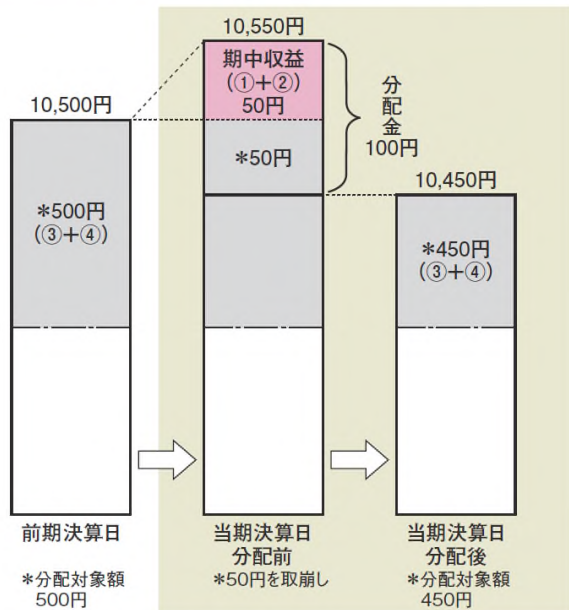 10,550円
期中収益
(①+②)
50円
*50円
分配金
100円
10,500円
*500円
(③+④)
10,450円
*450円
(③+④)
前期決算日
*分配対象額
500円
当期決算日
分配前
*50円を取崩し
当期決算日
分配後
*分配対象額
450円